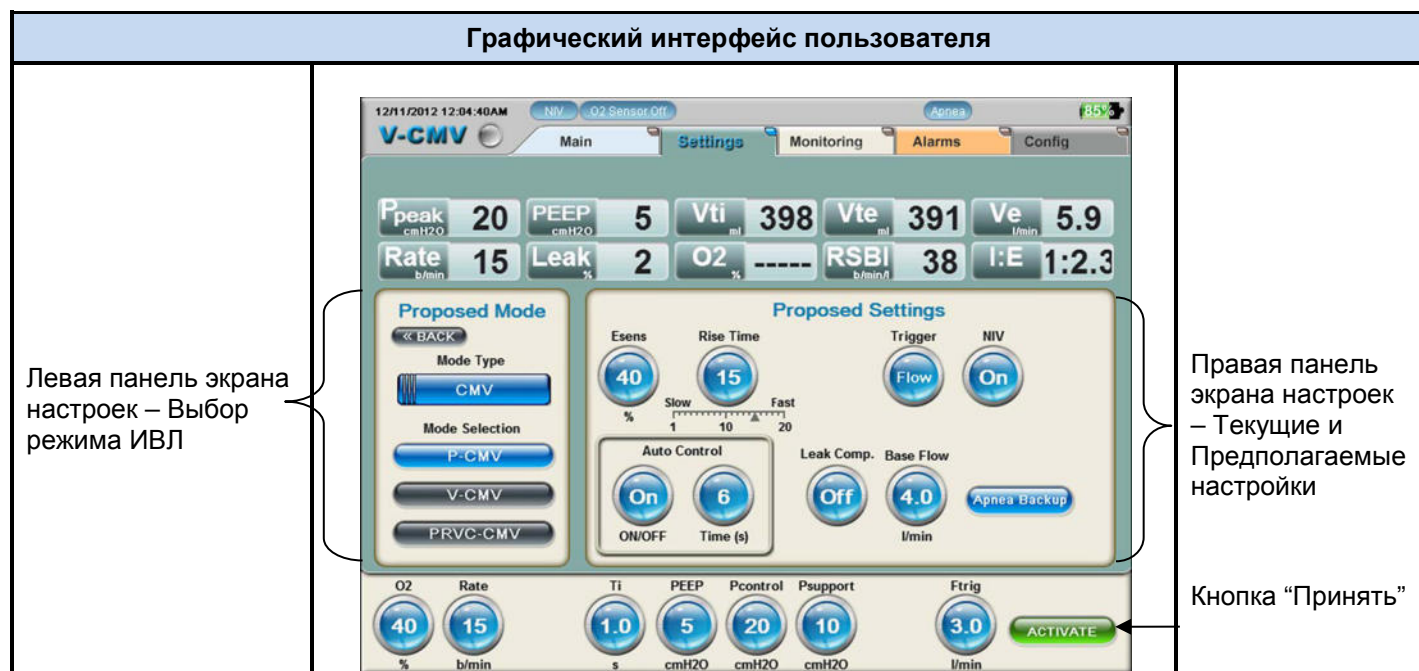 Графический интерфейс пользователя
Левая панель экрана
настроек – Выбор
режима ИВЛ
12/11/2012 12:04:40AM NIV O2 Sensor Off Apnea 85%
V-CMV Main Settings Monitoring Alarms Config
Ppeak cmH2O 20 PEEP cmH2O 5 Vti ml 398 Vte ml 391 Ve l/min 5.9
Rate b/min 15 Leak % 2 O2 % ----- RSBI b/min/l 38 I:E 1:2.3
Proposed Mode
« BACK
Mode Type
CMV
Mode Selection
P-CMV
V-CMV
PRVC-CMV
Proposed Settings
Esens Rise Time Trigger NIV
40 15 Flow On
% Slow Fast
1 10 20
Auto Control Leak Comp. Base Flow
On 6 Off 4.0 Apnea Backup
ON/OFF Time (s) l/min
O2 Rate Ti PEEP Pcontrol Psupport Ftrig
40 15 1.0 5 20 10 3.0 ACTIVATE
% b/min s cmH2O cmH2O cmH2O l/min
Правая панель
экрана настроек
– Текущие и
Предполагаемые
настройки
Кнопка “Принять”